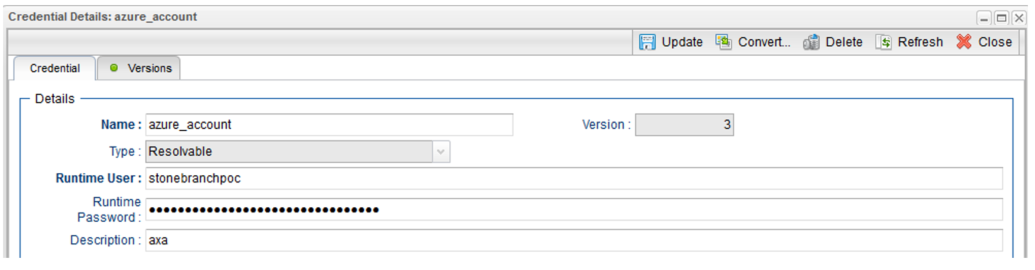 Credential Details: azure_account
Update Convert... Delete Refresh Close
Credential Versions
Details
Name : azure_account Version : 3
Type : Resolvable
Runtime User : stonebranchpoc
Runtime
Password : ••••••••••••••••••••••••••••••••
Description : axa